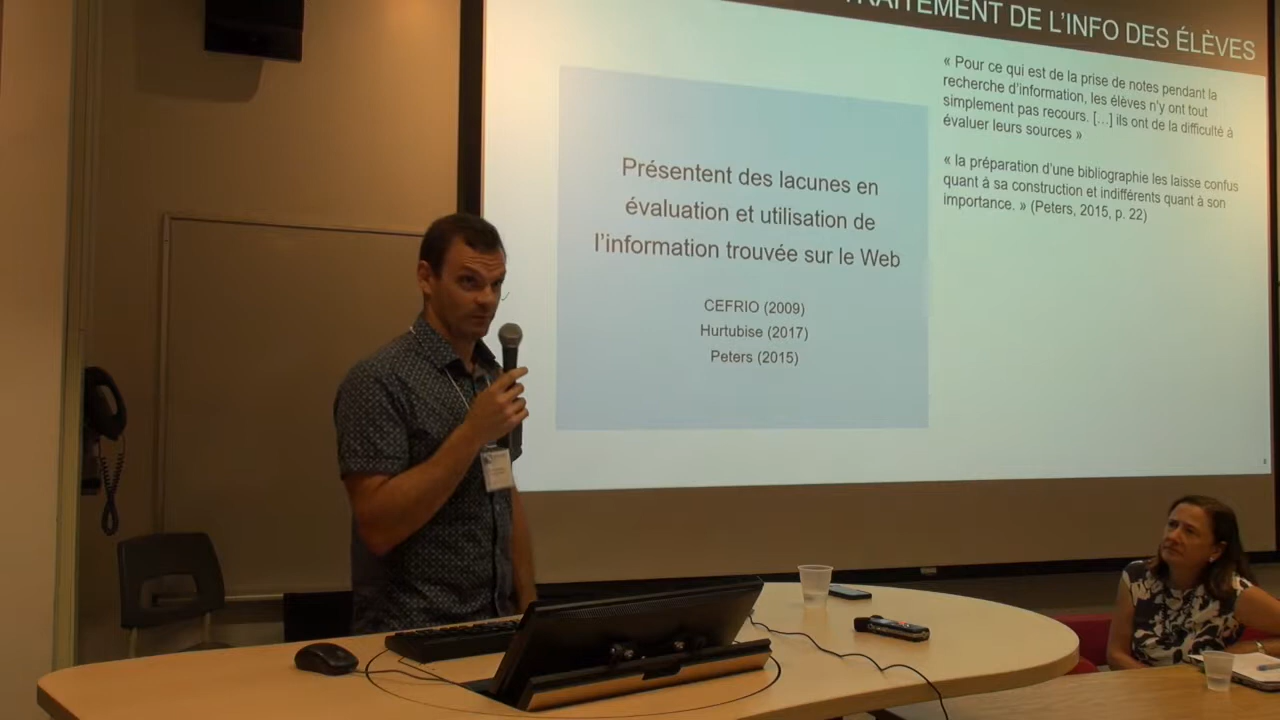 TRAITEMENT DE L'INFO DES ÉLÈVES
Présentent des lacunes en
évaluation et utilisation de
l'information trouvée sur le Web
CEFRIO (2009)
Hurtubise (2017)
Peters (2015)
« Pour ce qui est de la prise de notes pendant la
recherche d'information, les élèves n'y ont tout
simplement pas recours. […] ils ont de la difficulté à
évaluer leurs sources »
« la préparation d'une bibliographie les laisse confus
quant à sa construction et indifférents quant à son
importance. » (Peters, 2015, p. 22)